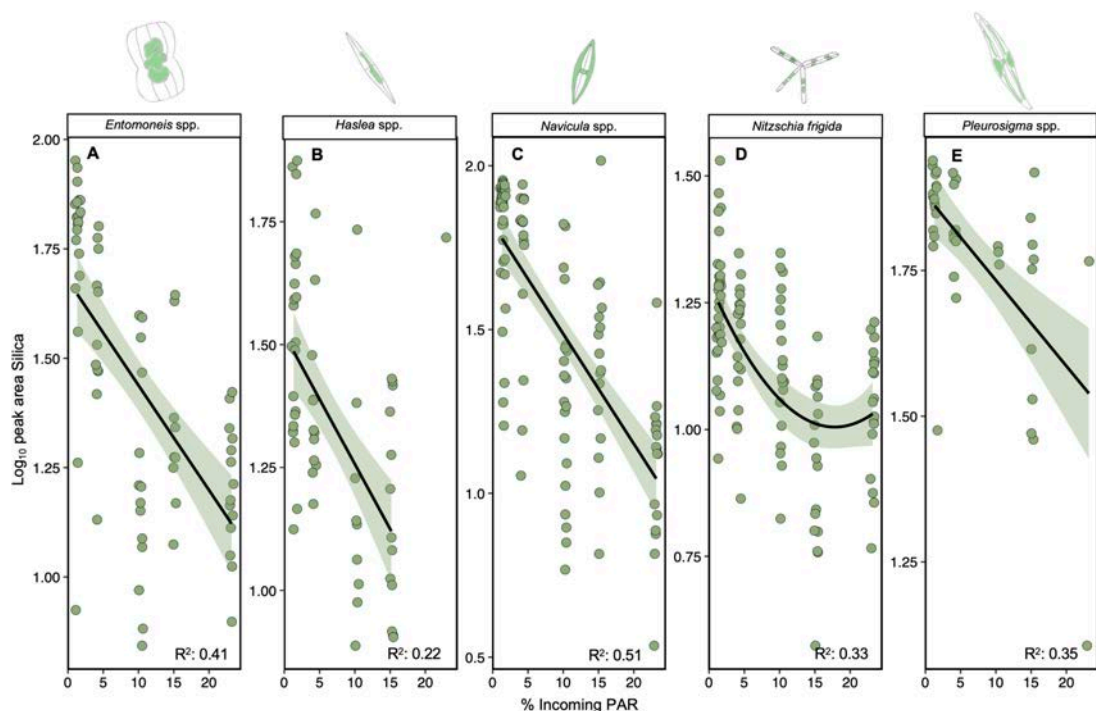 Entomoneis spp.
Haslea spp.
Navicula spp.
Nitzschia frigida
Pleurosigma spp.
A
B
C
D
E
Log₁₀ peak area Silica
2.00
1.75
1.50
1.25
1.00
R²: 0.41
0 5 10 15 20
1.75
1.50
1.25
1.00
R²: 0.22
0 5 10 15 20
2.0
1.5
1.0
0.5
R²: 0.51
0 5 10 15 20
1.50
1.25
1.00
0.75
R²: 0.33
0 5 10 15 20
1.75
1.50
1.25
R²: 0.35
0 5 10 15 20
% Incoming PAR